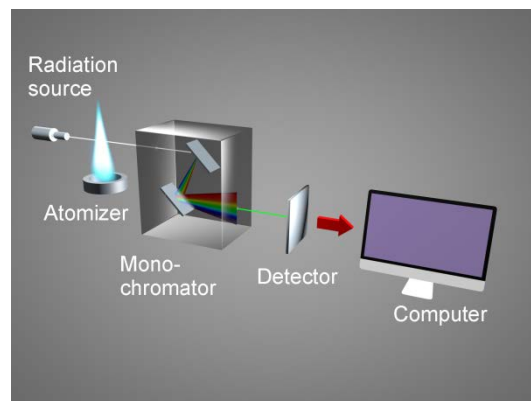 Radiation
source
Atomizer
Mono-
chromator
Detector
Computer